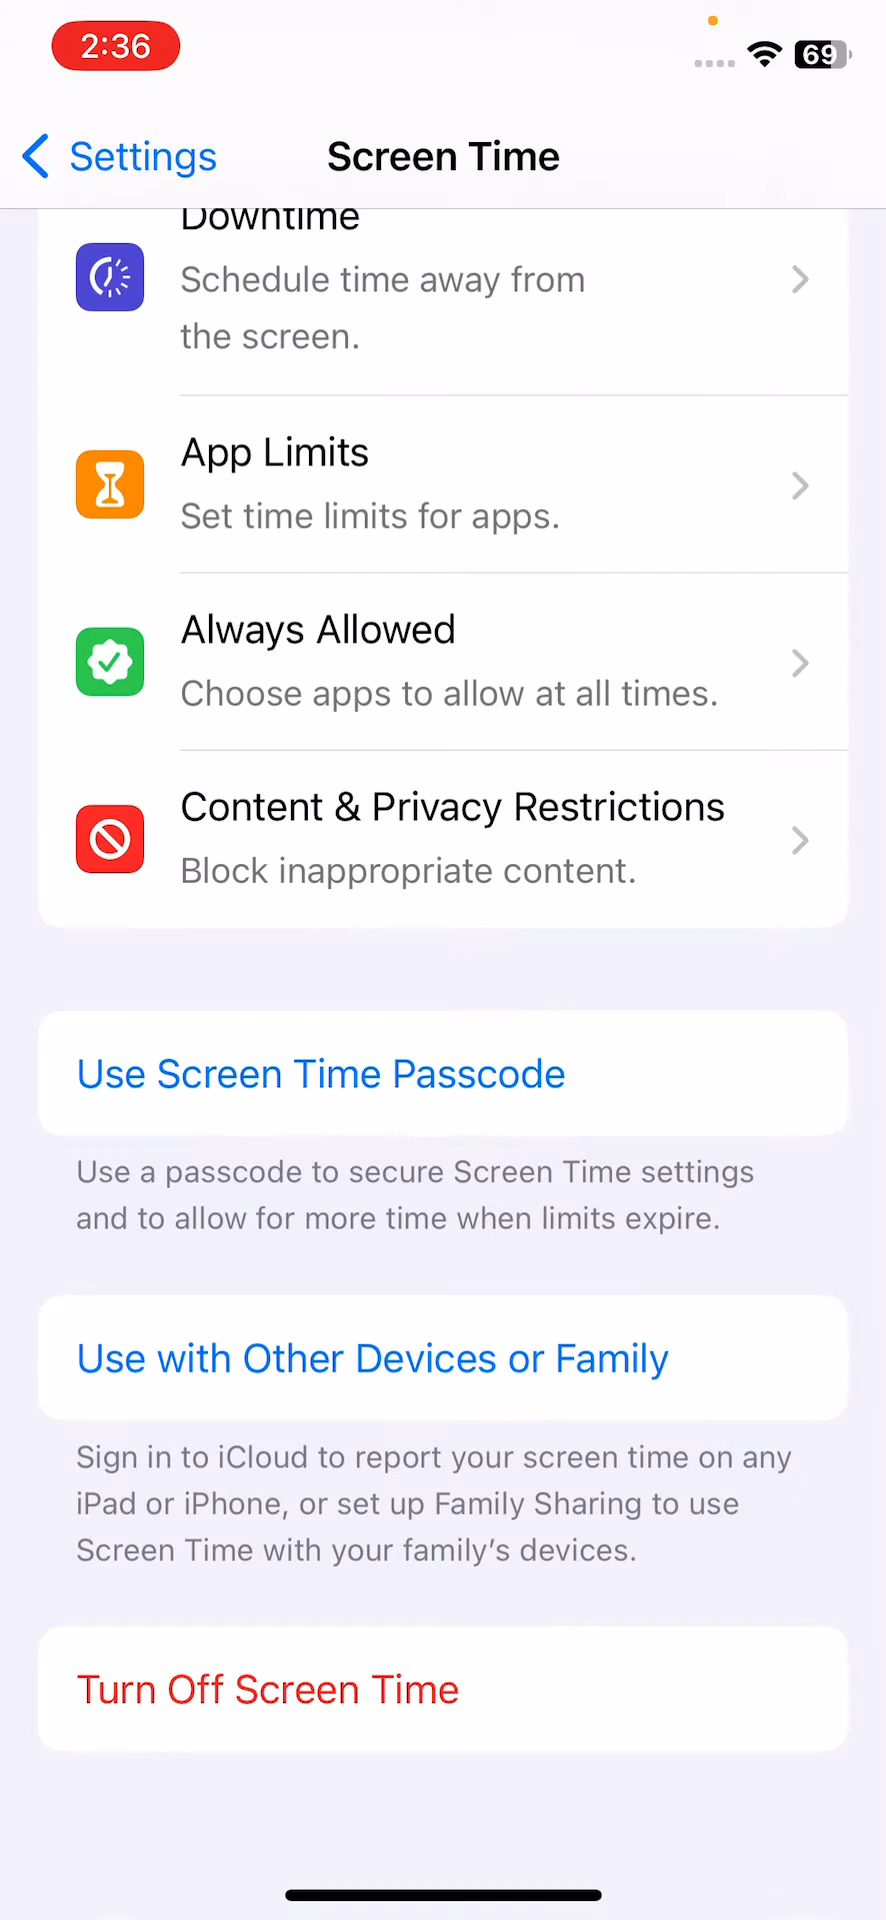 2:36
69
Settings
Screen Time
Downtime
Schedule time away from
the screen.
App Limits
Set time limits for apps.
Always Allowed
Choose apps to allow at all times.
Content & Privacy Restrictions
Block inappropriate content.
Use Screen Time Passcode
Use a passcode to secure Screen Time settings
and to allow for more time when limits expire.
Use with Other Devices or Family
Sign in to iCloud to report your screen time on any
iPad or iPhone, or set up Family Sharing to use
Screen Time with your family's devices.
Turn Off Screen Time